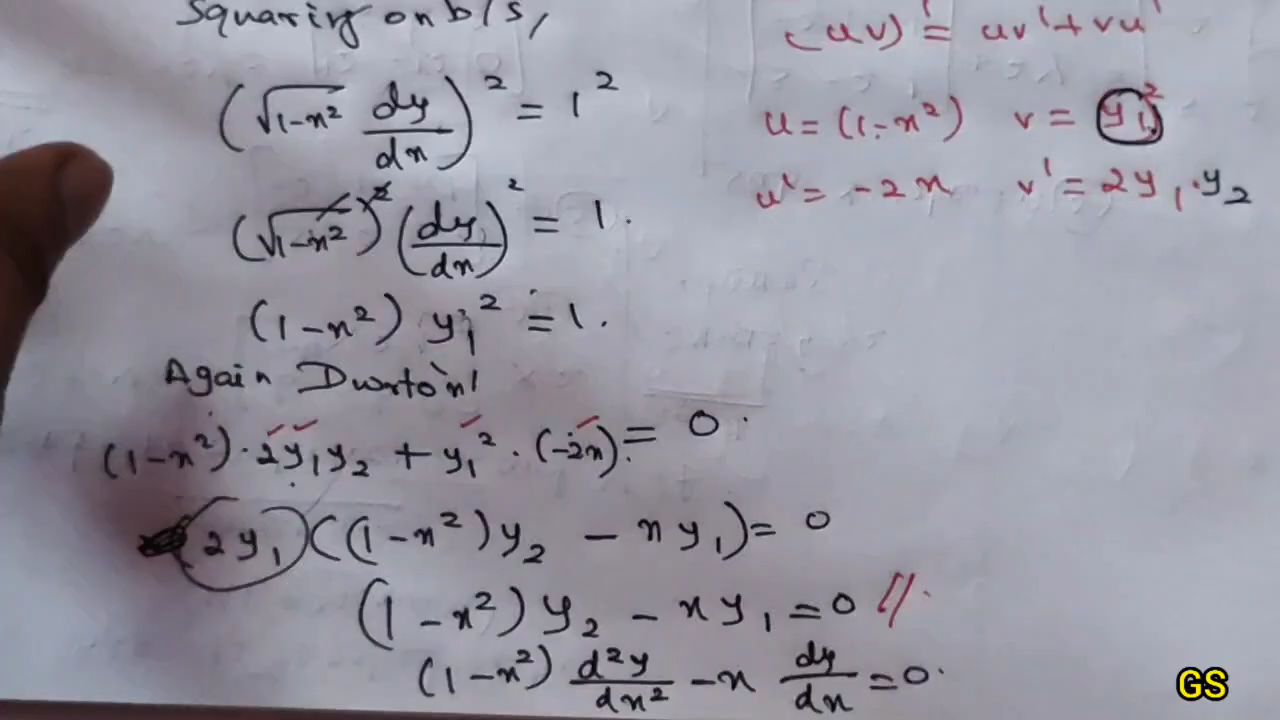 Squaring on b/s,
(√1-x² dy/dx)² = 1²
(√1-x²)² (dy/dx)² = 1.
(1-x²) y₁² = 1.
Again Dwrto 'x'
(1-x²)·2y₁y₂ + y₁²·(-2x) = 0.
2y₁((1-x²)y₂ - xy₁) = 0
(1-x²)y₂ - xy₁ = 0 //.
(1-x²) d²y/dx² - x dy/dx = 0.
(uv)' = uv' + vu'
u = (1-x²) v = y₁²
u' = -2x v' = 2y₁·y₂
GS